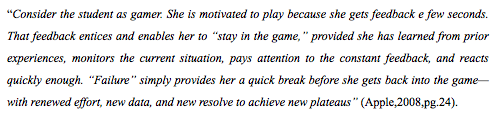 “Consider the student as gamer. She is motivated to play because she gets feedback e few seconds.
That feedback entices and enables her to “stay in the game,” provided she has learned from prior
experiences, monitors the current situation, pays attention to the constant feedback, and reacts
quickly enough. “Failure” simply provides her a quick break before she gets back into the game—
with renewed effort, new data, and new resolve to achieve new plateaus” (Apple,2008,pg.24).